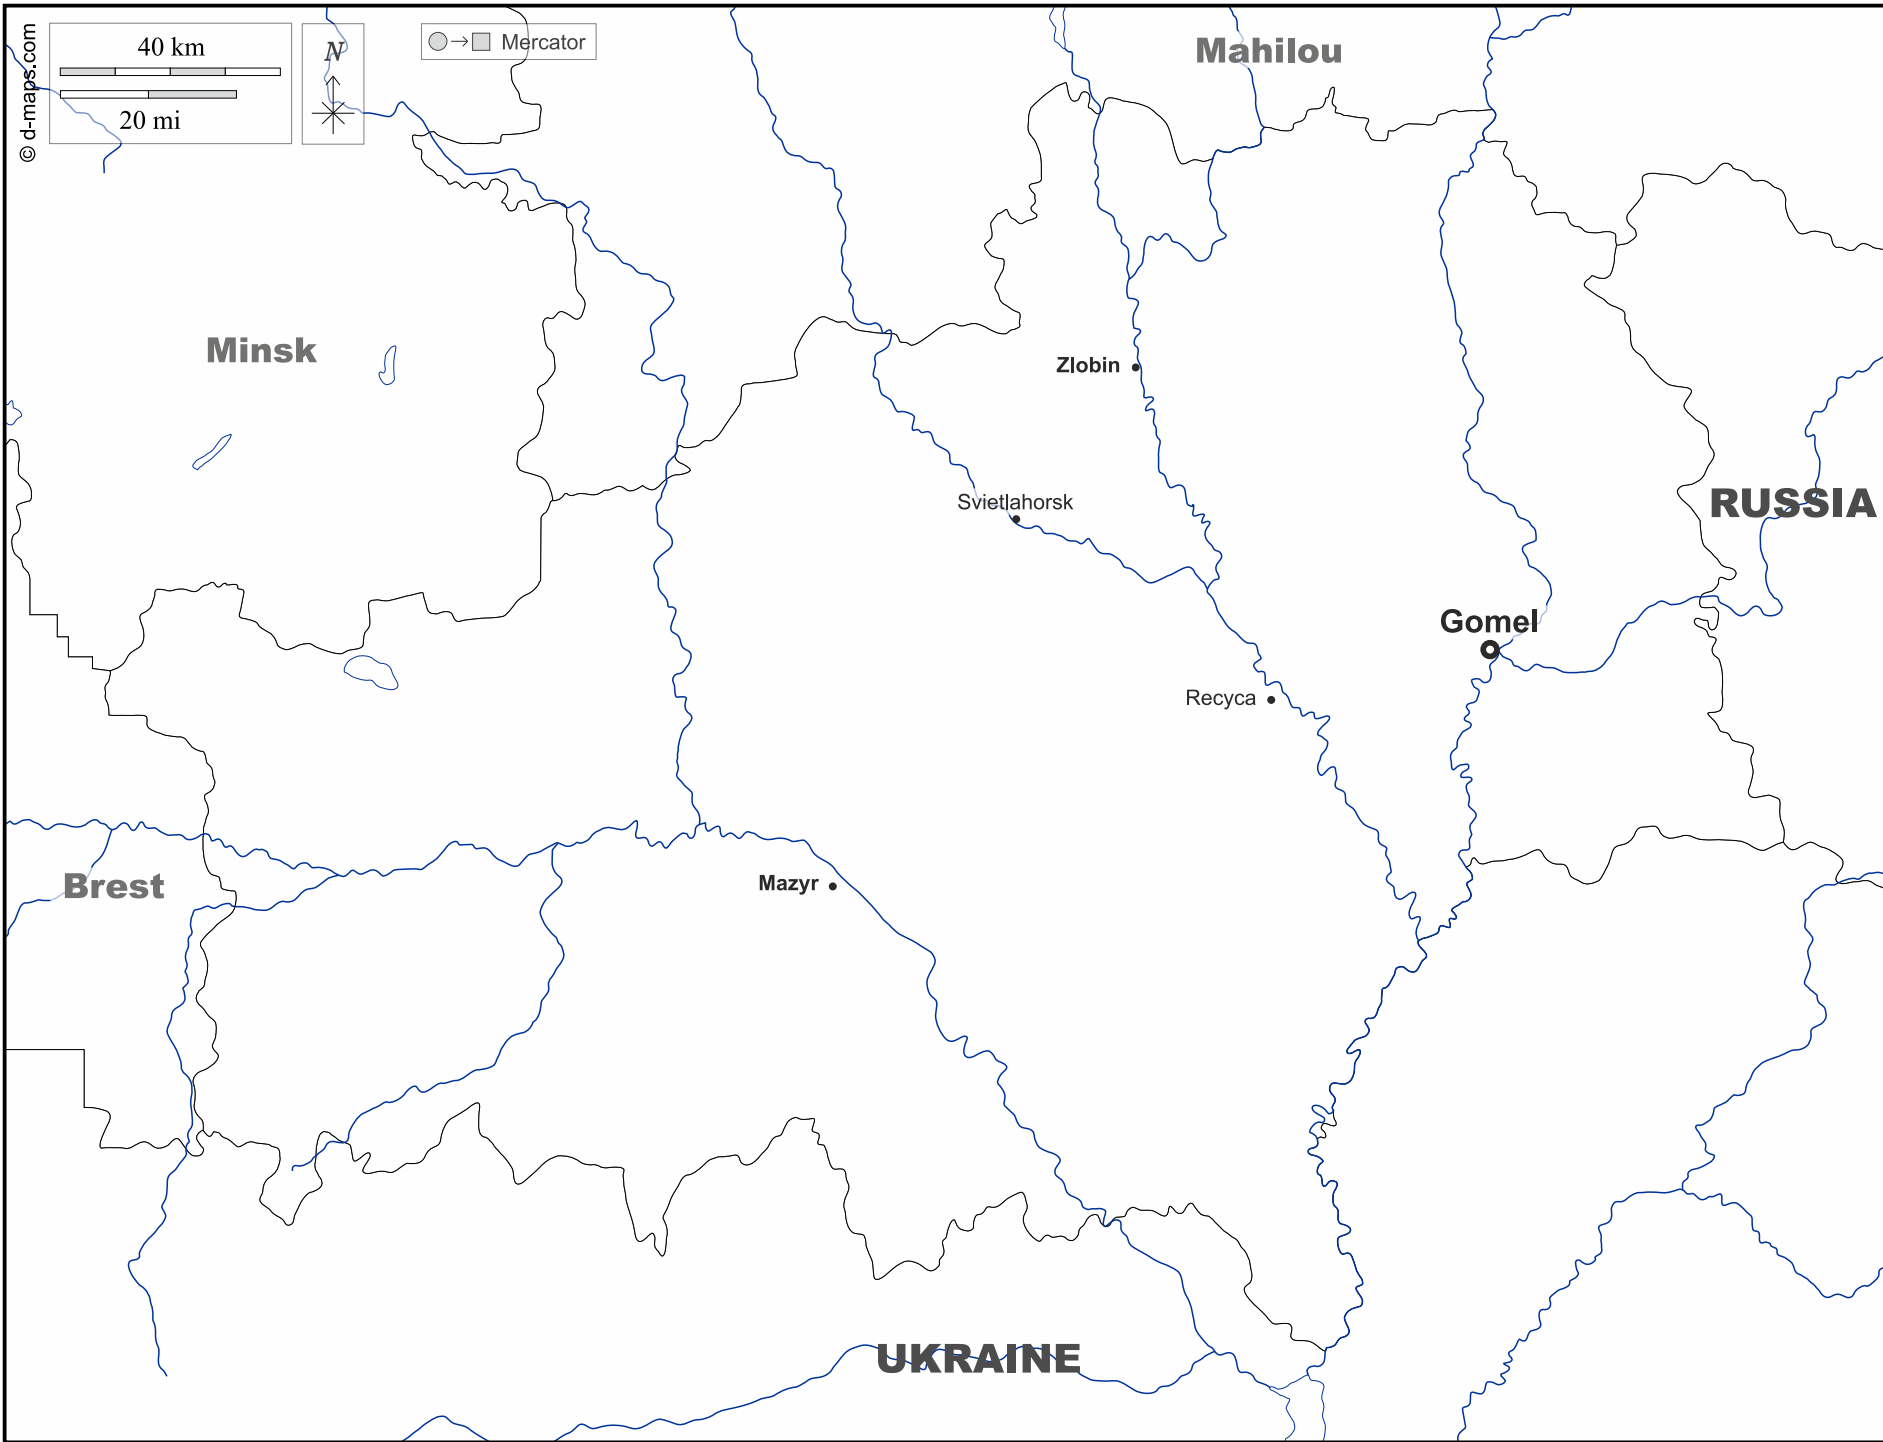 © d-maps.com
40 km
20 mi
N
Mercator
Mahilou
Minsk
Zlobin
Svietlahorsk
RUSSIA
Gomel
Recyca
Mazyr
Brest
UKRAINE